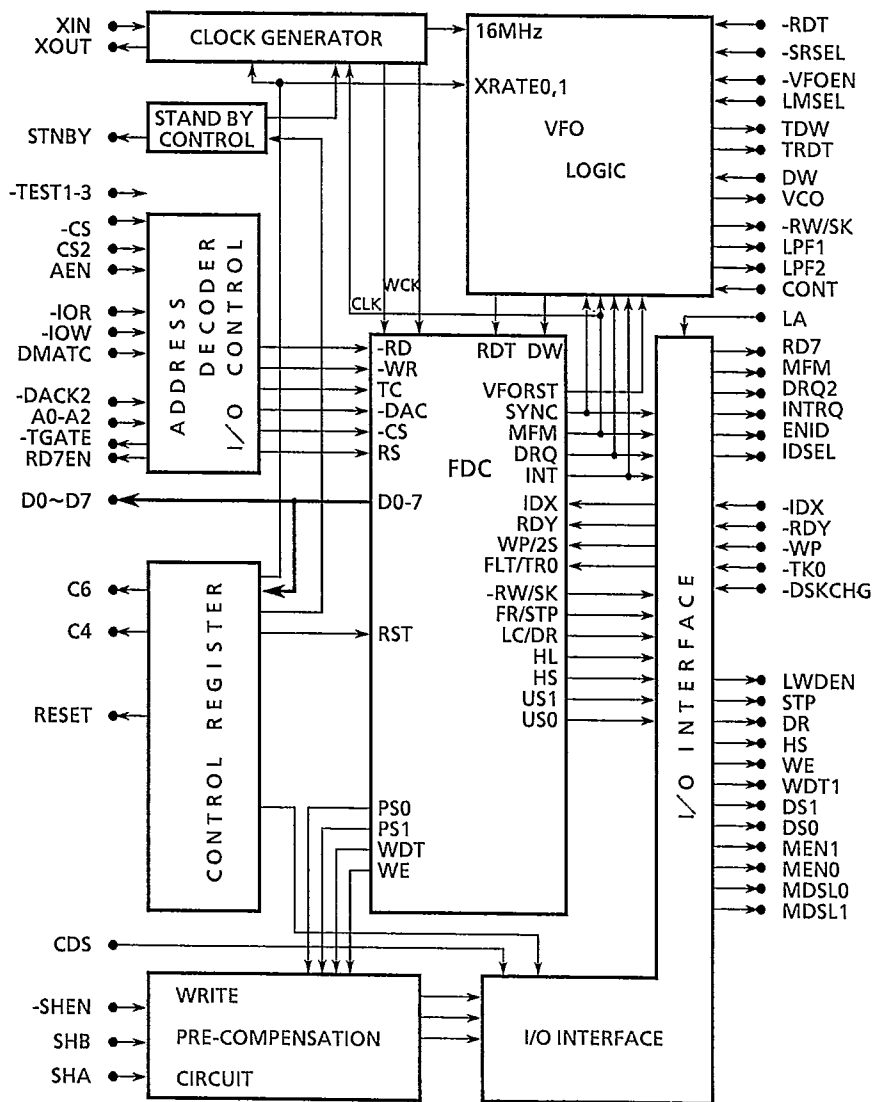 XIN
XOUT
CLOCK GENERATOR
STNBY
STAND BY
CONTROL
-TEST1-3
-CS
CS2
AEN
-IOR
-IOW
DMATC
-DACK2
A0-A2
-TGATE
RD7EN
ADDRESS
DECODER
I/O CONTROL
D0~D7
C6
C4
RESET
CONTROL REGISTER
CDS
-SHEN
SHB
SHA
WRITE
PRE-COMPENSATION
CIRCUIT
CLK
WCK
16MHz
XRATE0,1
VFO
LOGIC
-RD
-WR
TC
-DAC
-CS
RS
D0-7
RST
PS0
PS1
WDT
WE
FDC
RDT
DW
VFORST
SYNC
MFM
DRQ
INT
IDX
RDY
WP/2S
FLT/TR0
-RW/SK
FR/STP
LC/DR
HL
HS
US1
US0
I/O INTERFACE
I/O INTERFACE
-RDT
-SRSEL
-VFOEN
LMSEL
TDW
TRDT
DW
VCO
-RW/SK
LPF1
LPF2
CONT
LA
RD7
MFM
DRQ2
INTRQ
ENID
IDSEL
-IDX
-RDY
-WP
-TK0
-DSKCHG
LWDEN
STP
DR
HS
WE
WDT1
DS1
DS0
MEN1
MEN0
MDSL0
MDSL1